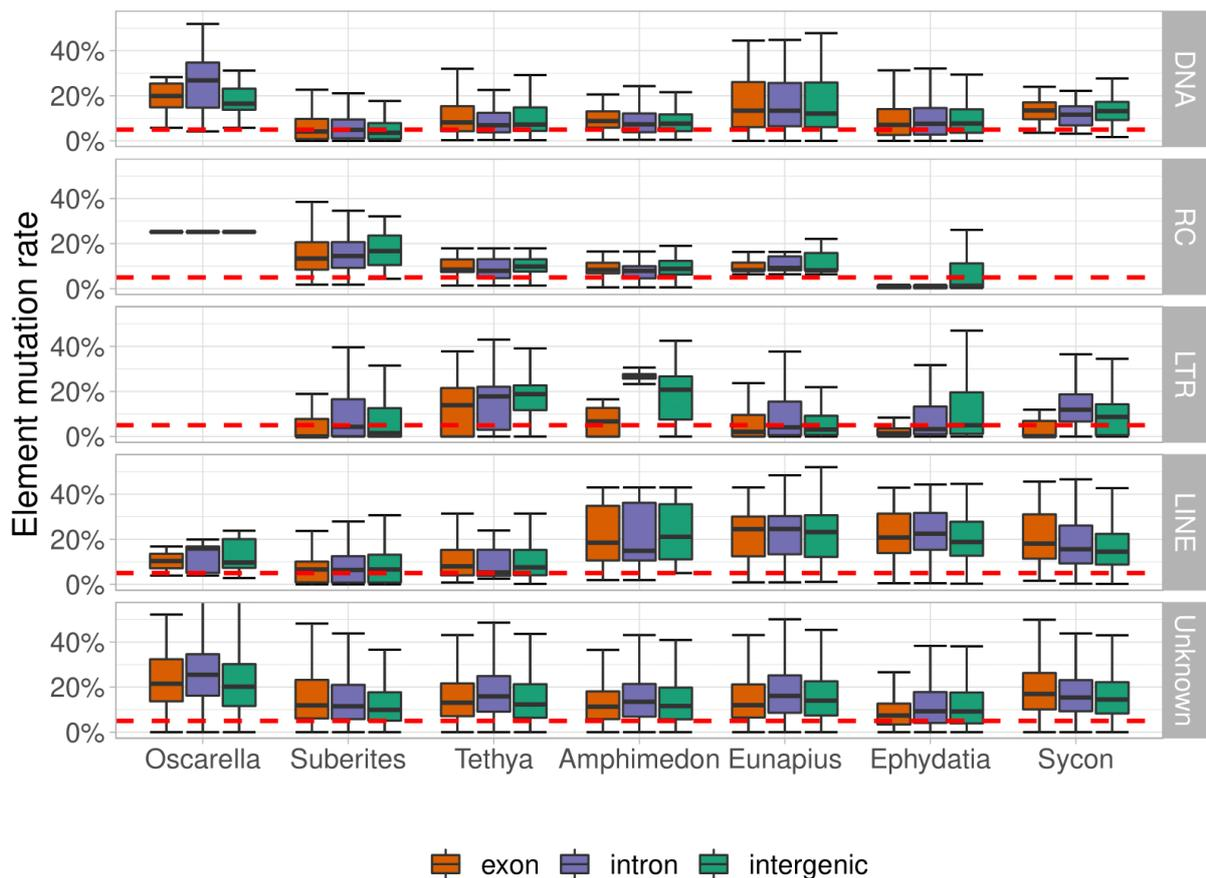 Element mutation rate
40%
20%
0%
DNA
40%
20%
0%
RC
40%
20%
0%
LTR
40%
20%
0%
LINE
40%
20%
0%
Unknown
Oscarella Suberites Tethya Amphimedon Eunapius Ephydatia Sycon
exon intron intergenic